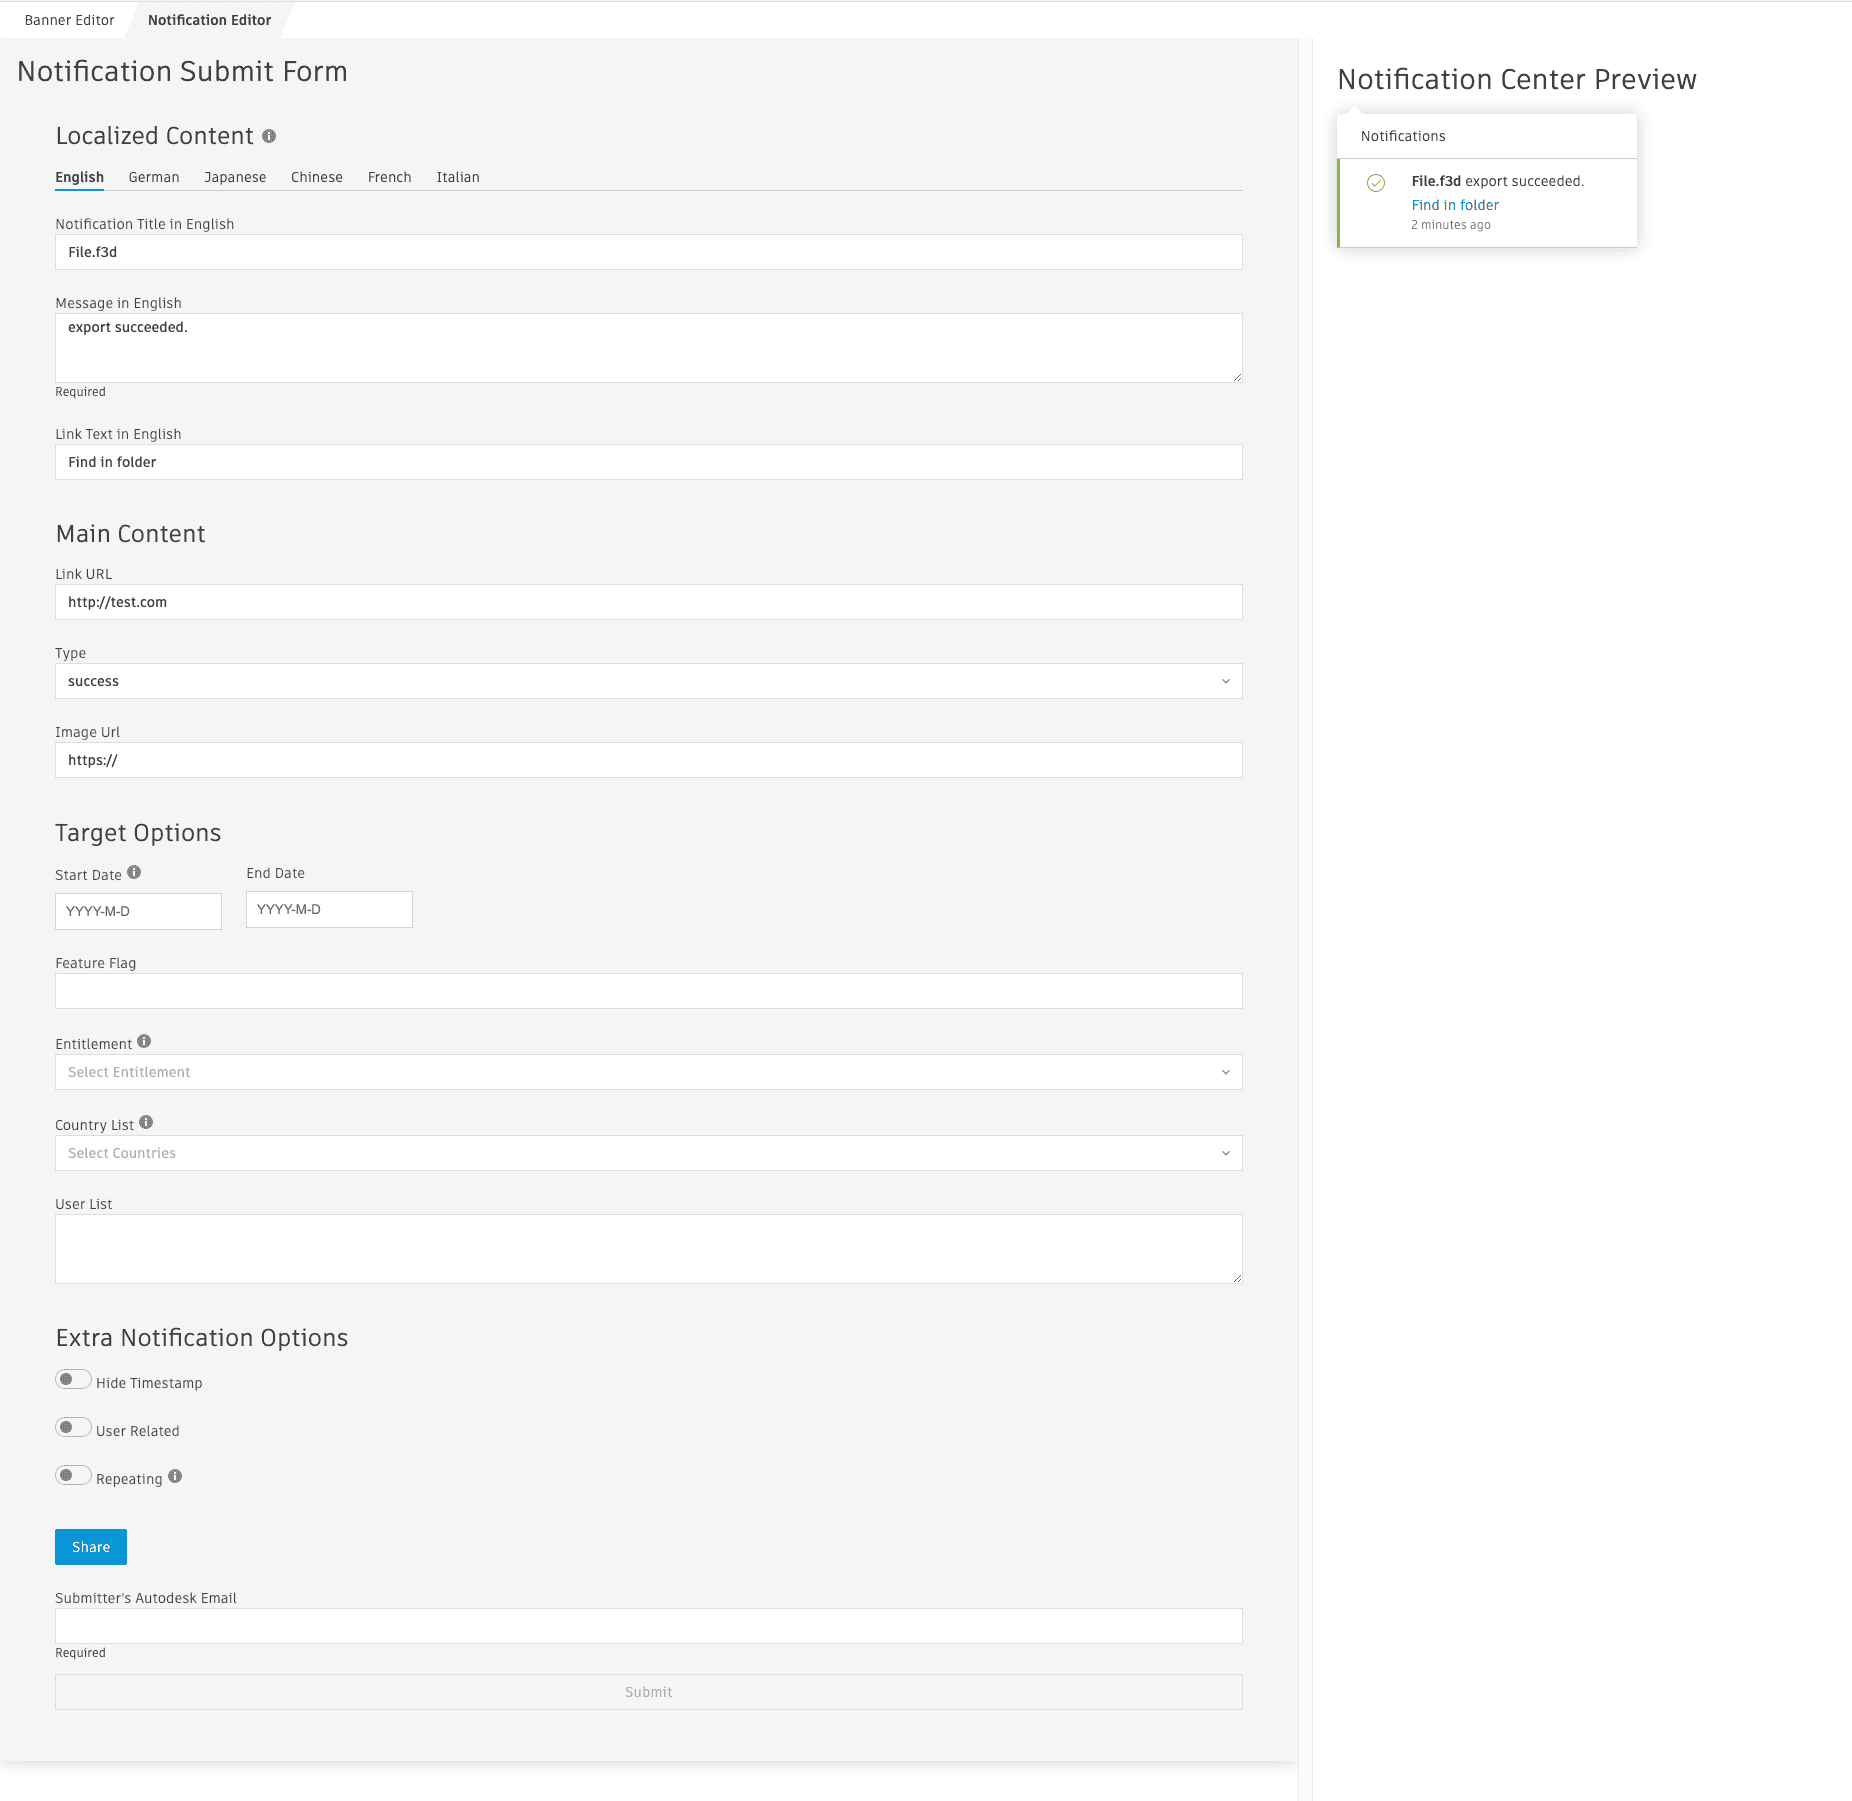 Banner Editor
Notification Editor
Notification Submit Form
Localized Content
English German Japanese Chinese French Italian
Notification Title in English
File.f3d
Message in English
export succeeded.
Required
Link Text in English
Find in folder
Main Content
Link URL
http://test.com
Type
success
Image Url
https://
Target Options
Start Date End Date
YYYY-M-D YYYY-M-D
Feature Flag
Entitlement
Select Entitlement
Country List
Select Countries
User List
Extra Notification Options
Hide Timestamp
User Related
Repeating
Share
Submitter's Autodesk Email
Required
Submit
Notification Center Preview
Notifications
File.f3d export succeeded.
Find in folder
2 minutes ago